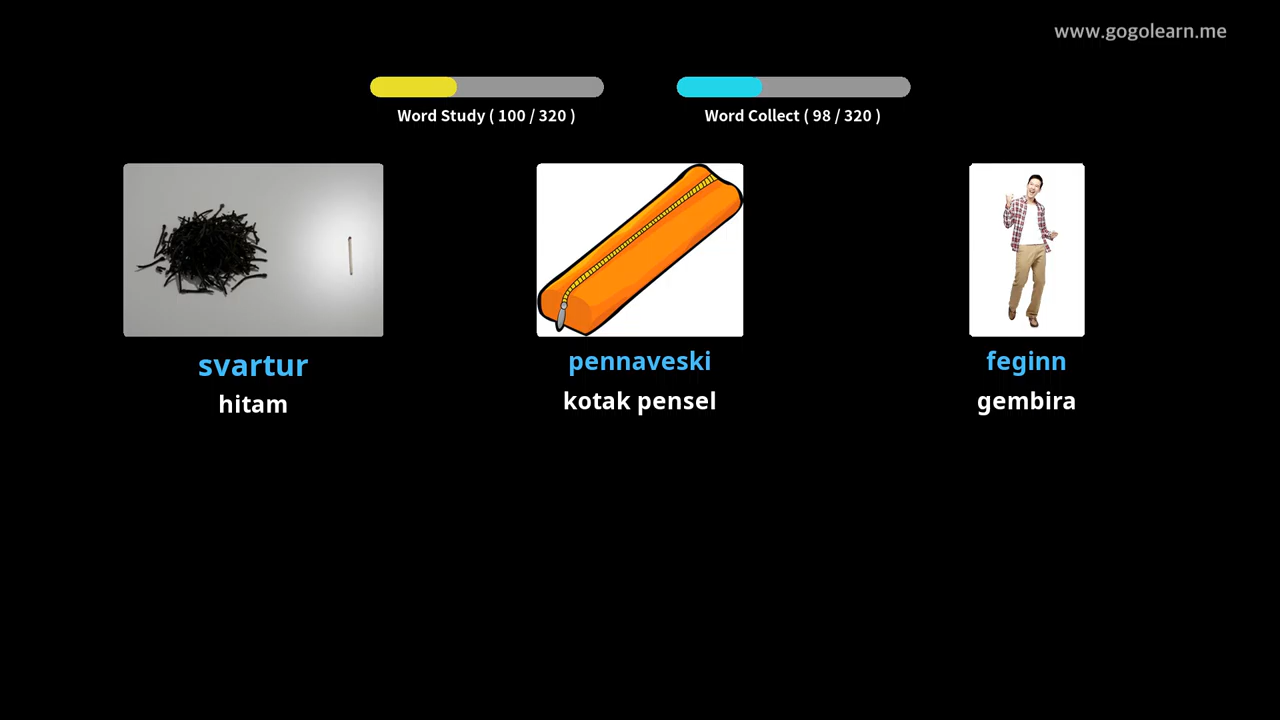 www.gogolearn.me
Word Study ( 100 / 320 )
Word Collect ( 98 / 320 )
svartur
hitam
pennaveski
kotak pensel
feginn
gembira